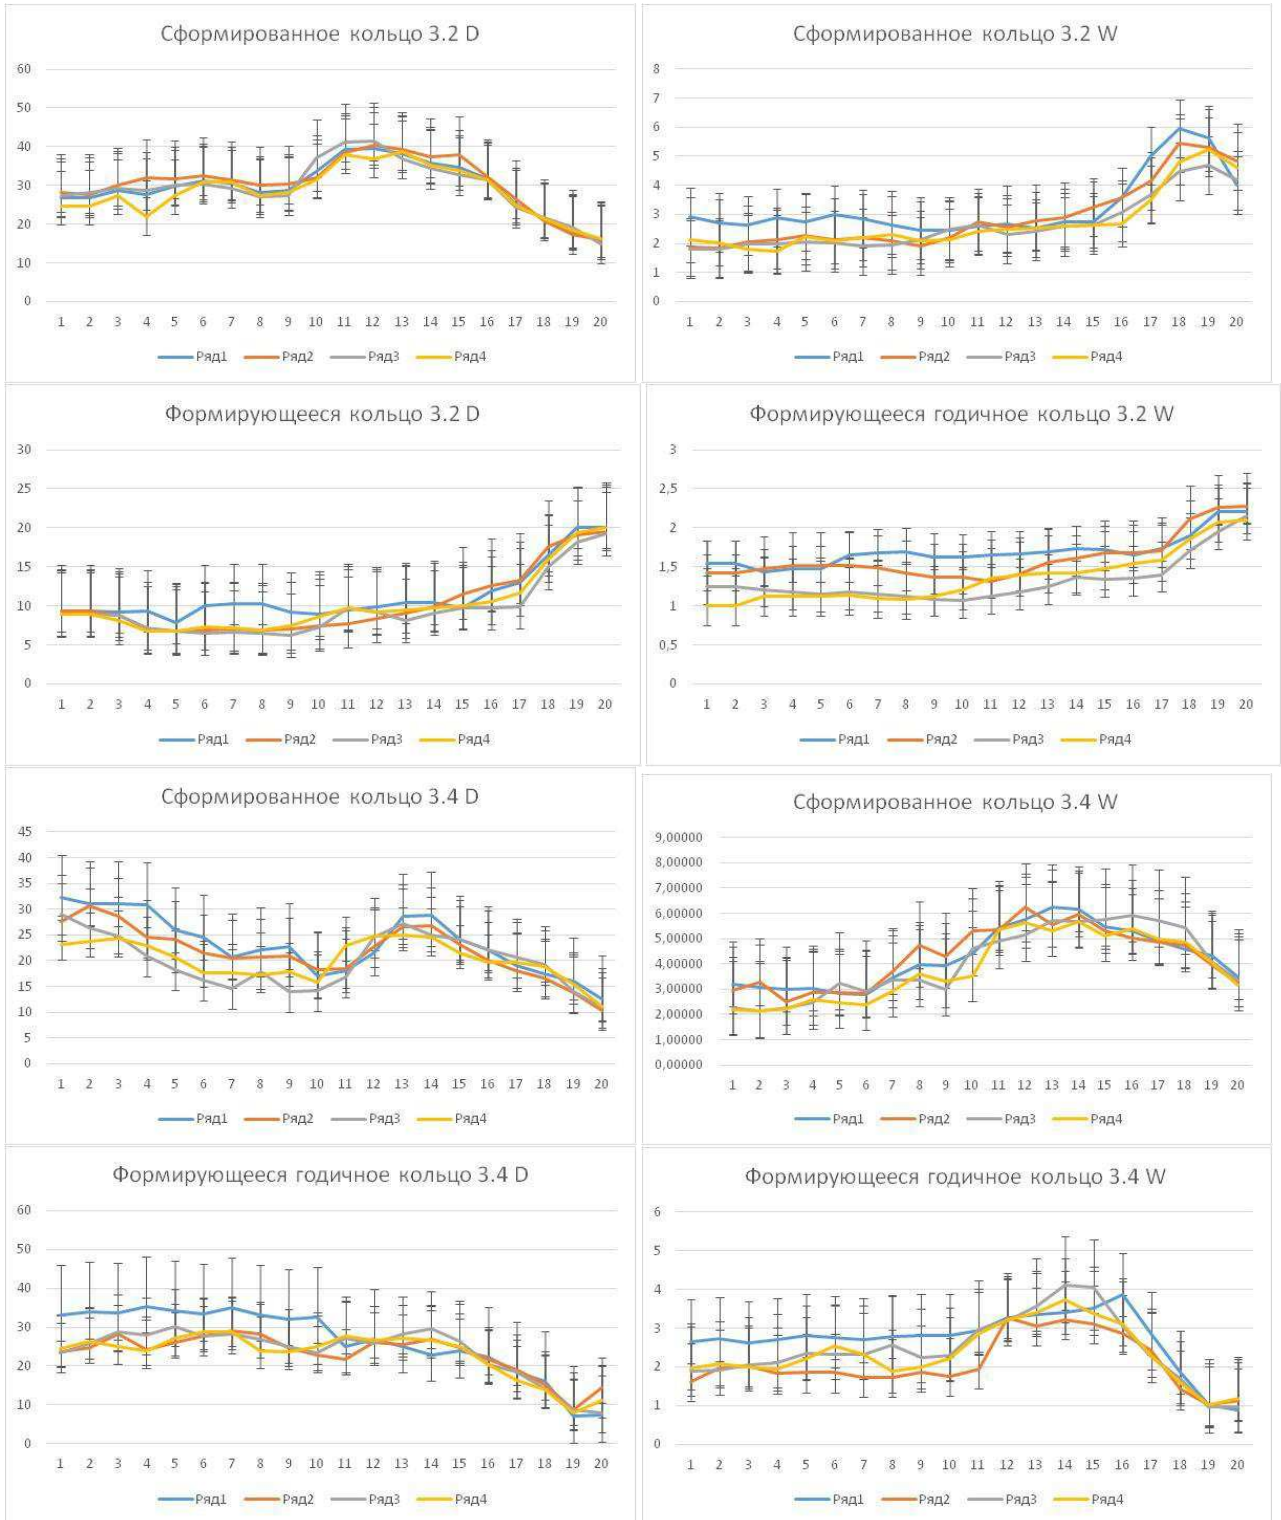 Сформированное кольцо 3.2 D
60
50
40
30
20
10
0
1 2 3 4 5 6 7 8 9 10 11 12 13 14 15 16 17 18 19 20
Ряд1 Ряд2 Ряд3 Ряд4
Сформированное кольцо 3.2 W
8
7
6
5
4
3
2
1
0
1 2 3 4 5 6 7 8 9 10 11 12 13 14 15 16 17 18 19 20
Ряд1 Ряд2 Ряд3 Ряд4
Формирующееся кольцо 3.2 D
30
25
20
15
10
5
0
1 2 3 4 5 6 7 8 9 10 11 12 13 14 15 16 17 18 19 20
Ряд1 Ряд2 Ряд3 Ряд4
Формирующееся годичное кольцо 3.2 W
3
2,5
2
1,5
1
0,5
0
1 2 3 4 5 6 7 8 9 10 11 12 13 14 15 16 17 18 19 20
Ряд1 Ряд2 Ряд3 Ряд4
Сформированное кольцо 3.4 D
45
40
35
30
25
20
15
10
5
0
1 2 3 4 5 6 7 8 9 10 11 12 13 14 15 16 17 18 19 20
Ряд1 Ряд2 Ряд3 Ряд4
Сформированное кольцо 3.4 W
9,00000
8,00000
7,00000
6,00000
5,00000
4,00000
3,00000
2,00000
1,00000
0,00000
1 2 3 4 5 6 7 8 9 10 11 12 13 14 15 16 17 18 19 20
Ряд1 Ряд2 Ряд3 Ряд4
Формирующееся годичное кольцо 3.4 D
60
50
40
30
20
10
0
1 2 3 4 5 6 7 8 9 10 11 12 13 14 15 16 17 18 19 20
Ряд1 Ряд2 Ряд3 Ряд4
Формирующееся годичное кольцо 3.4 W
6
5
4
3
2
1
0
1 2 3 4 5 6 7 8 9 10 11 12 13 14 15 16 17 18 19 20
Ряд1 Ряд2 Ряд3 Ряд4